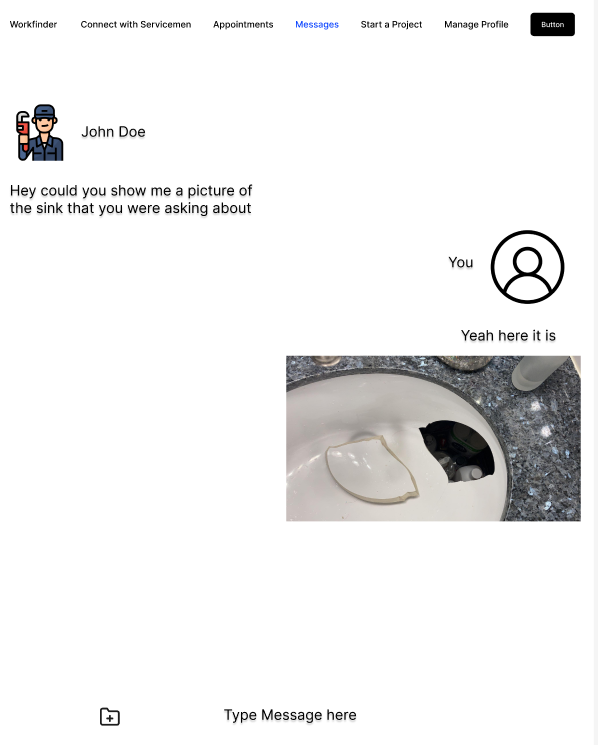 Workfinder Connect with Servicemen Appointments Messages Start a Project Manage Profile Button
John Doe
Hey could you show me a picture of
the sink that you were asking about
You
Yeah here it is
Type Message here